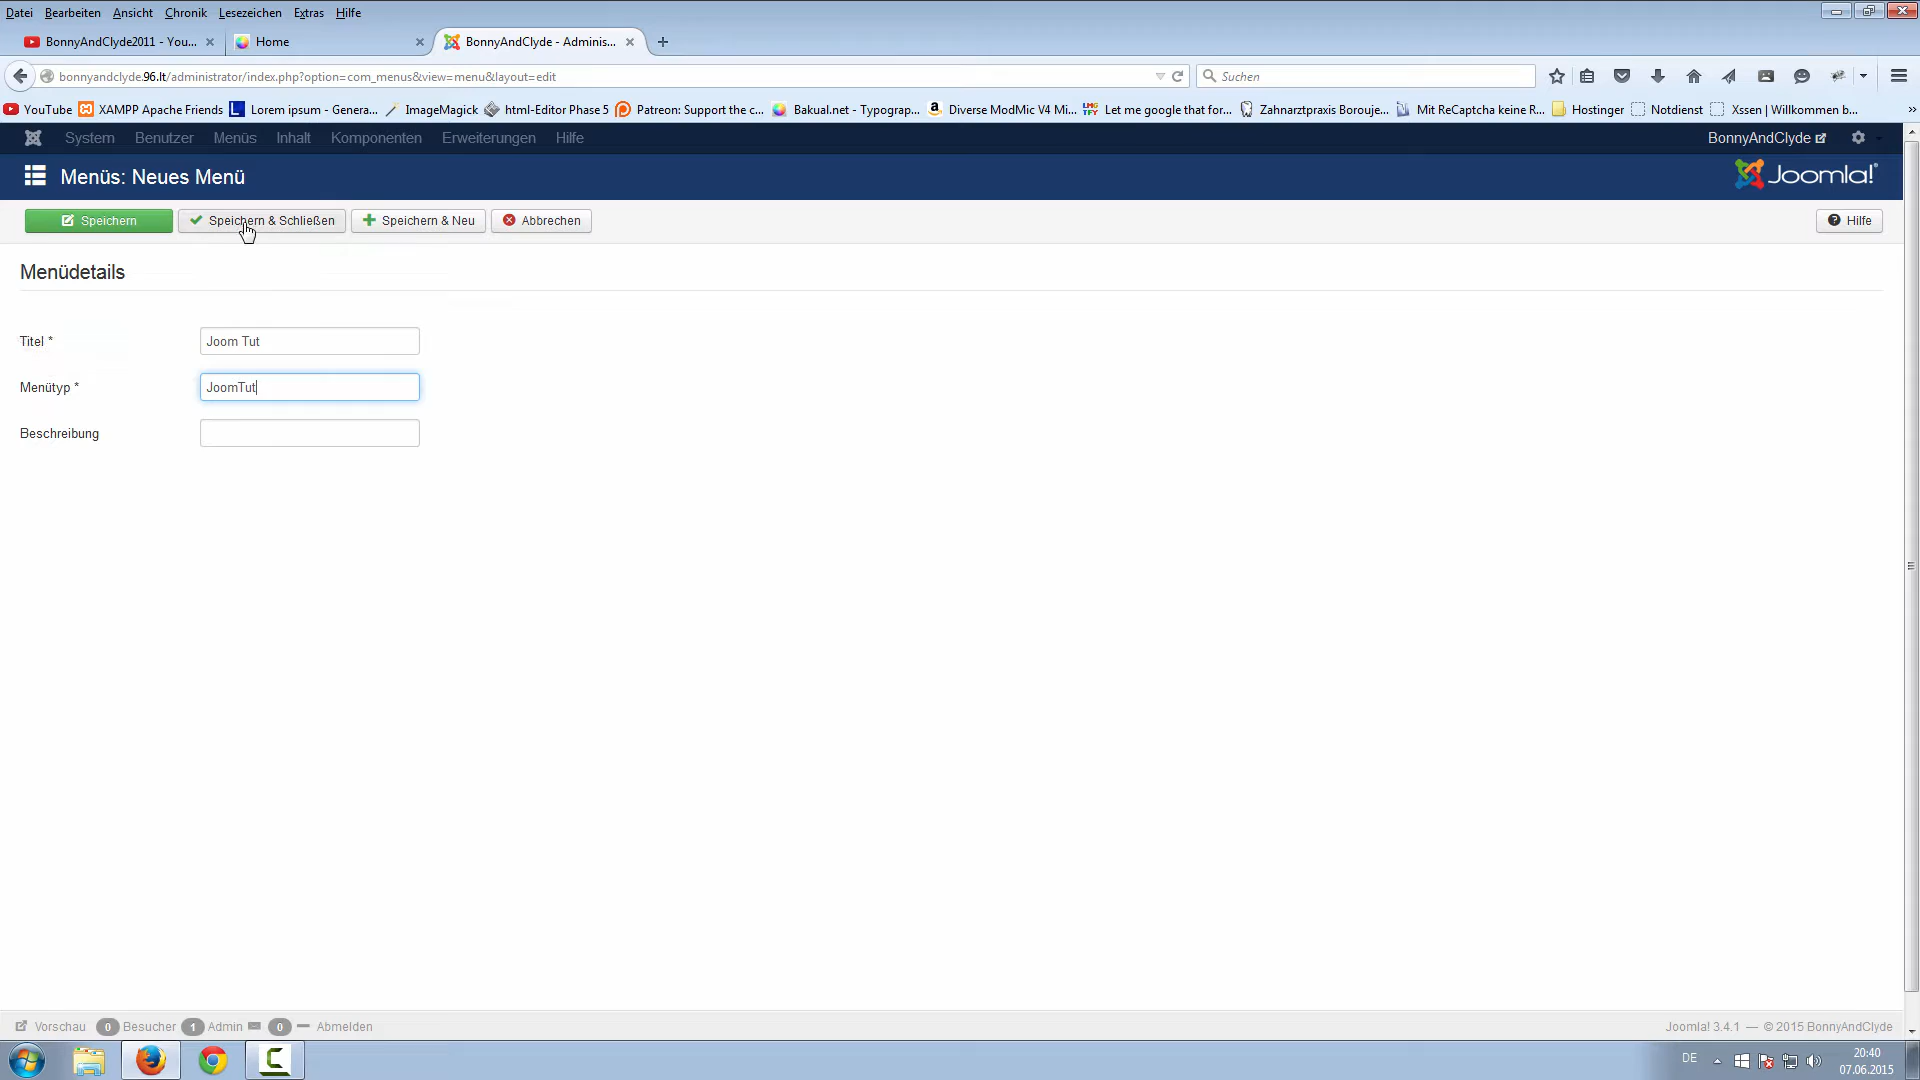 Datei Bearbeiten Ansicht Chronik Lesezeichen Extras Hilfe
BonnyAndClyde2011 - You... Home BonnyAndClyde - Adminis...
bonnyandclyde.96.lt/administrator/index.php?option=com_menus&view=menu&layout=edit Suchen
YouTube XAMPP Apache Friends Lorem ipsum - Genera... ImageMagick html-Editor Phase 5 Patreon: Support the c... Bakual.net - Typograp... Diverse ModMic V4 Mi... Let me google that for... Zahnarztpraxis Borouje... Mit ReCaptcha keine R... Hostinger Notdienst Xssen | Willkommen b...
System Benutzer Menüs Inhalt Komponenten Erweiterungen Hilfe BonnyAndClyde
Menüs: Neues Menü Joomla!
Speichern Speichern & Schließen Speichern & Neu Abbrechen Hilfe
Menüdetails
Titel * Joom Tut
Menütyp * JoomTut
Beschreibung
Vorschau 0 Besucher 1 Admin 0 Abmelden Joomla! 3.4.1 — © 2015 BonnyAndClyde
DE 20:40
07.06.2015